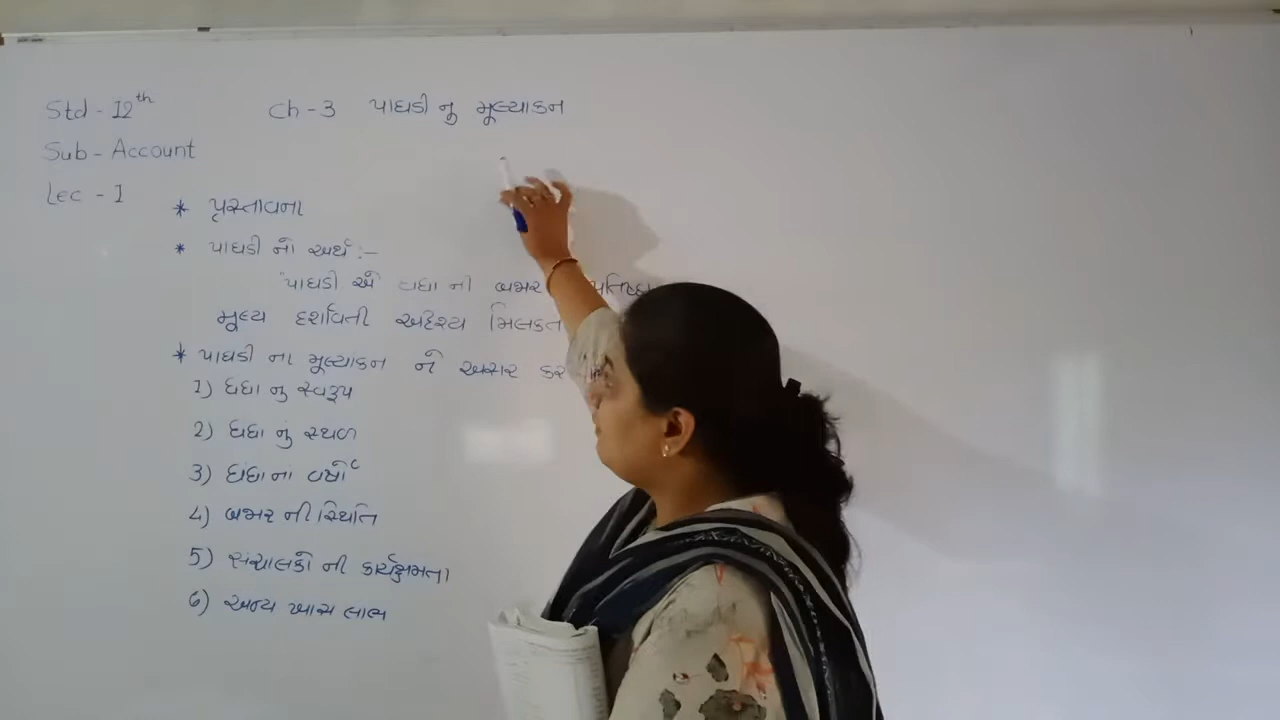 Std - 12th
Ch - 3 પાઘડી નુ મૂલ્યાકન
Sub - Account
Lec - 1
* પ્રસ્તાવના
* પાઘડી નો અર્થ :-
"પાઘડી એ ધંધા ની બજાર
મૂલ્ય દર્શાવતી અદ્રશ્ય મિલકત
* પાઘડી ના મૂલ્યાકન ને અસર કર
1) ધંધા નુ સ્વરૂપ
2) ધંધા નું સ્થળ
3) ધંધા ના વર્ષો
4) બજાર ની સ્થિતિ
5) સંચાલકો ની કાર્યક્ષમતા
6) અન્ય ખાસ લાભ